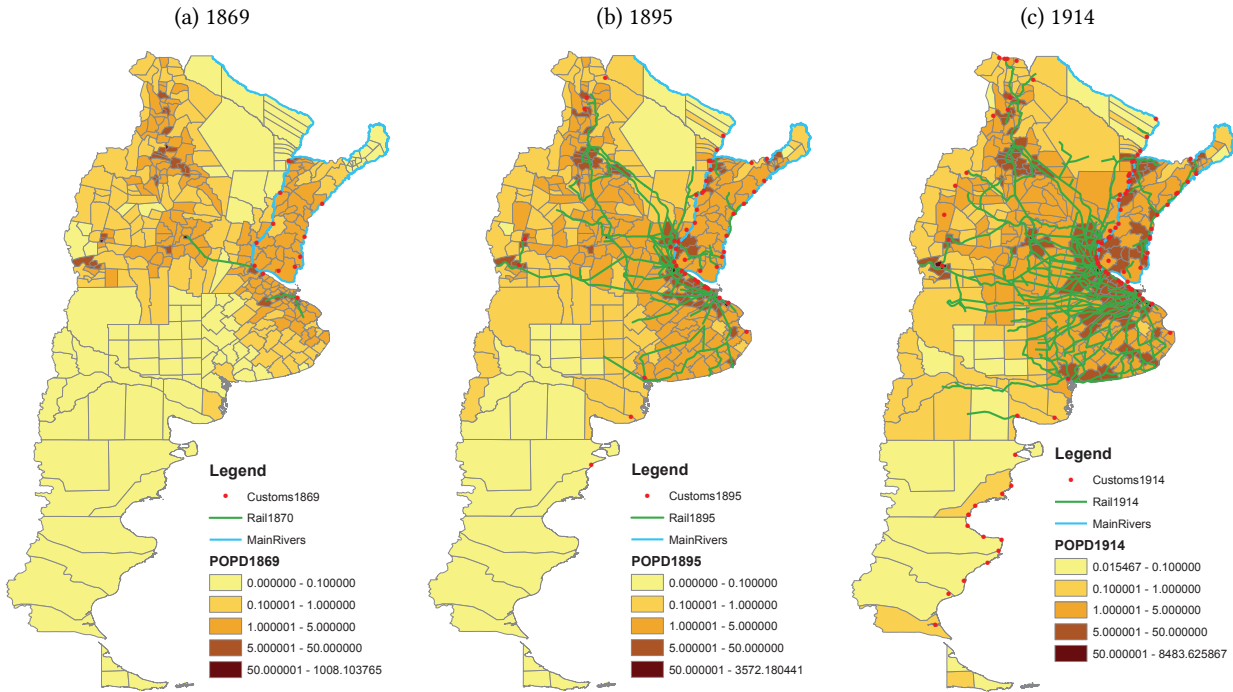 (a) 1869
(b) 1895
(c) 1914
Legend
Customs1869
Rail1870
MainRivers
POPD1869
0.000000 - 0.100000
0.100001 - 1.000000
1.000001 - 5.000000
5.000001 - 50.000000
50.000001 - 1008.103765
Legend
Customs1895
Rail1895
MainRivers
POPD1895
0.000000 - 0.100000
0.100001 - 1.000000
1.000001 - 5.000000
5.000001 - 50.000000
50.000001 - 3572.180441
Legend
Customs1914
Rail1914
MainRivers
POPD1914
0.015467 - 0.100000
0.100001 - 1.000000
1.000001 - 5.000000
5.000001 - 50.000000
50.000001 - 8483.625867